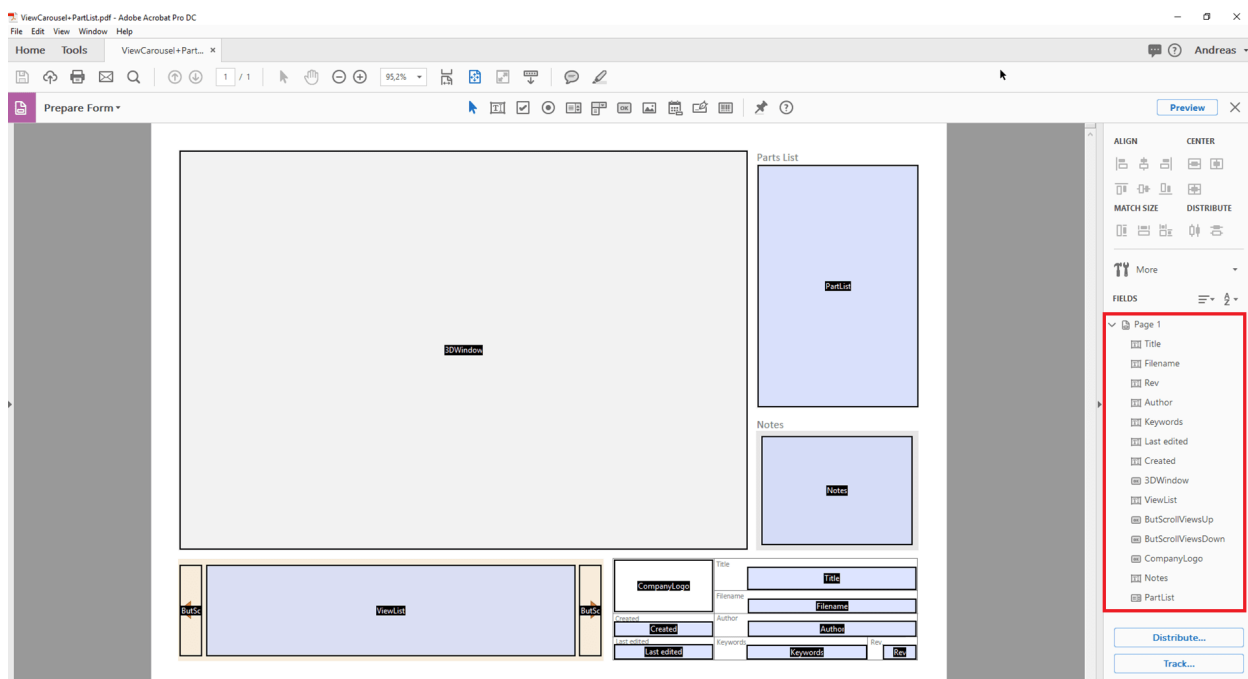 ViewCarousel+PartList.pdf - Adobe Acrobat Pro DC
File Edit View Window Help
Home Tools ViewCarousel+Part... × Andreas
1 / 1 95,2%
Prepare Form Preview
ALIGN CENTER
MATCH SIZE DISTRIBUTE
More
FIELDS
Page 1
Title
Filename
Rev
Author
Keywords
Last edited
Created
3DWindow
ViewList
ButScrollViewsUp
ButScrollViewsDown
CompanyLogo
Notes
PartList
Distribute...
Track...
Parts List
PartList
3DWindow
Notes
Notes
ButSc ViewList ButSc
CompanyLogo
Title
Title
Filename
Filename
Created
Created
Author
Author
Last edited
Last edited
Keywords
Keywords
Rev
Rev